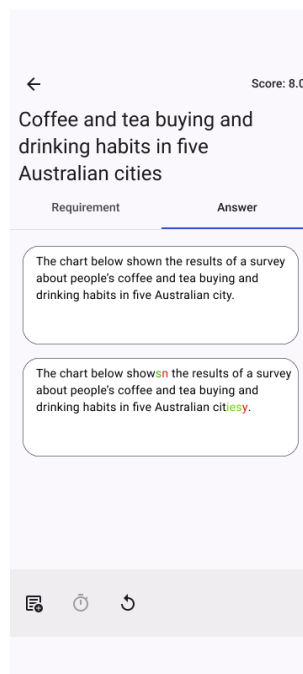 Score: 8.0
Coffee and tea buying and
drinking habits in five
Australian cities
Requirement Answer
The chart below shown the results of a survey
about people's coffee and tea buying and
drinking habits in five Australian city.
The chart below showsn the results of a survey
about people's coffee and tea buying and
drinking habits in five Australian citiesy.